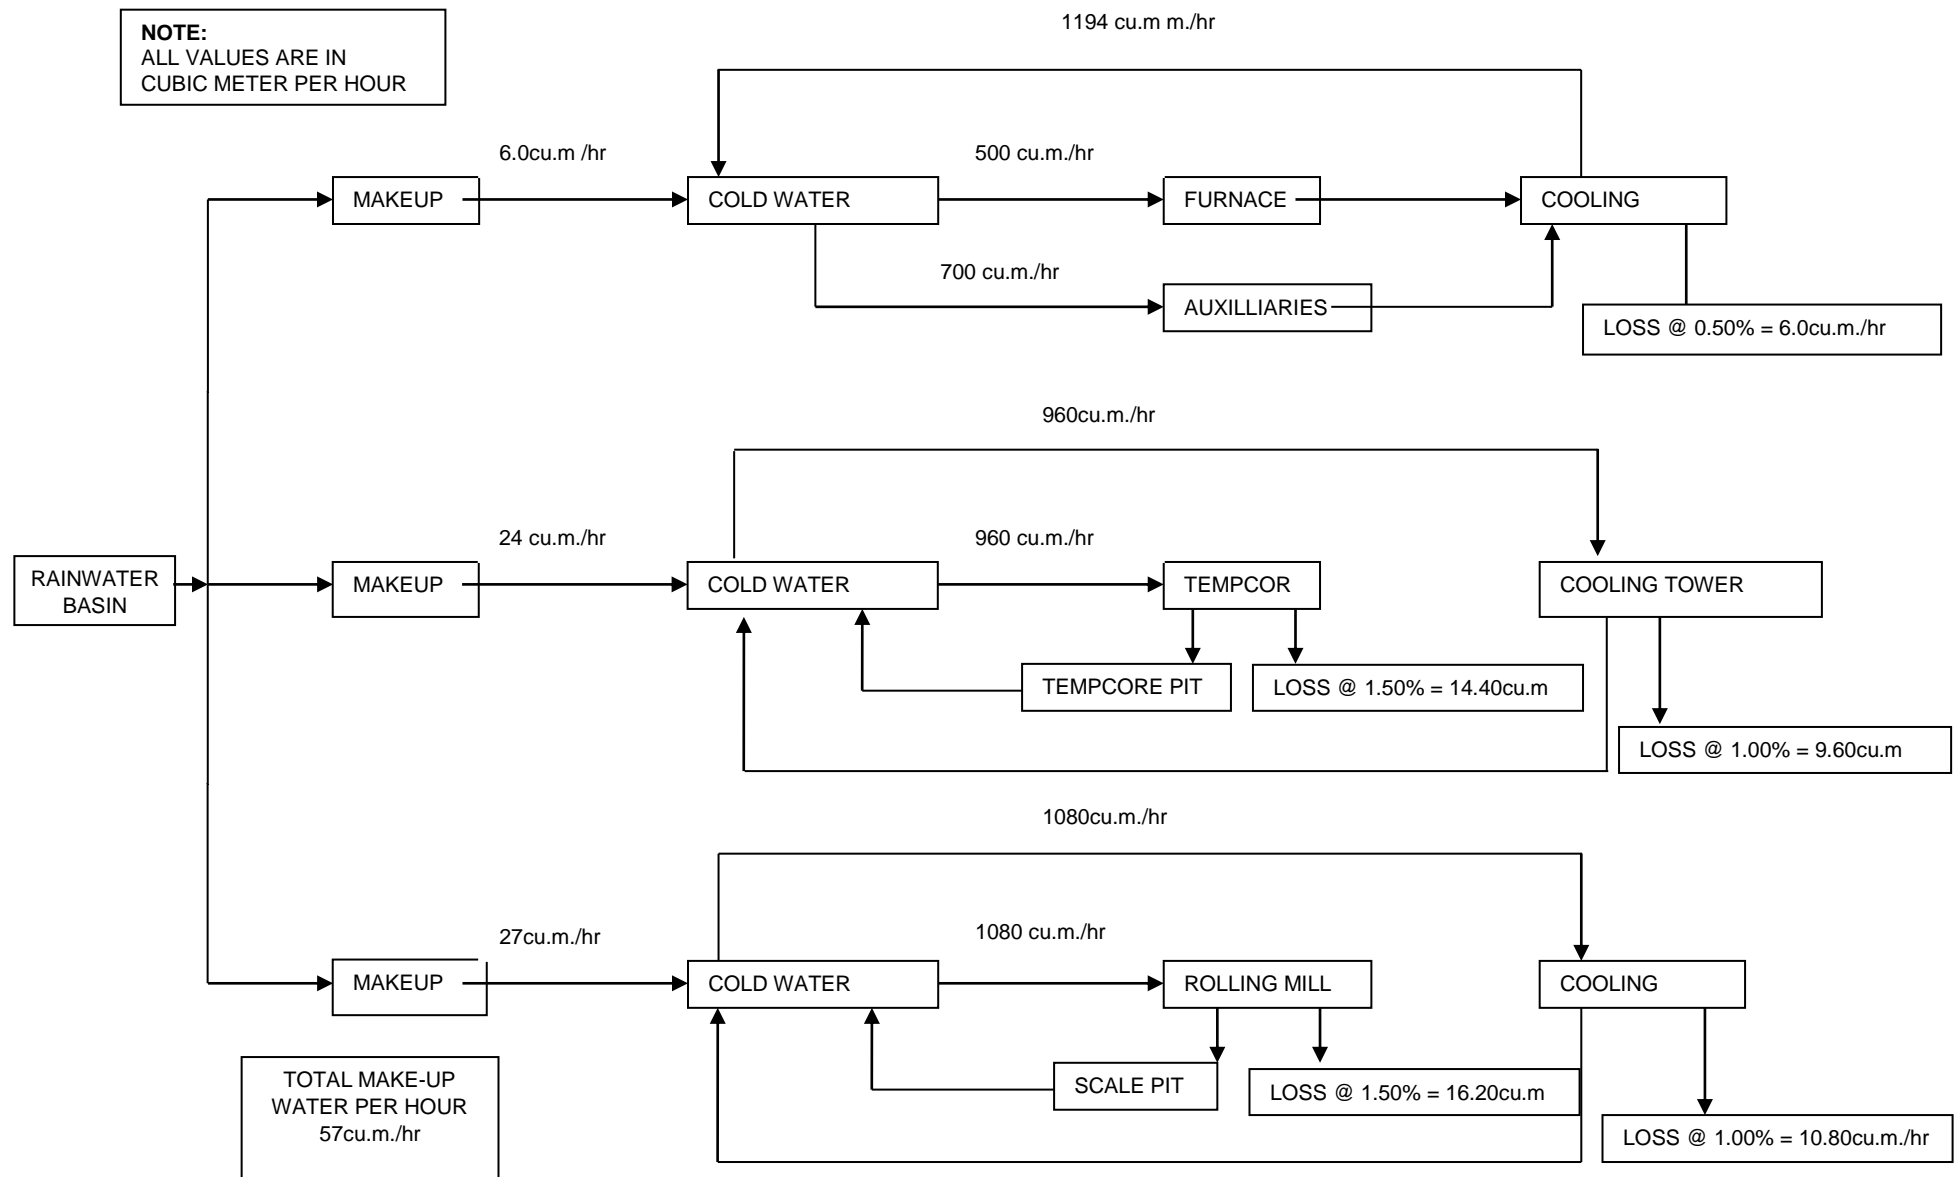 NOTE:
ALL VALUES ARE IN
CUBIC METER PER HOUR
1194 cu.m m./hr
6.0cu.m /hr
500 cu.m./hr
MAKEUP
COLD WATER
FURNACE
COOLING
700 cu.m./hr
AUXILLIARIES
LOSS @ 0.50% = 6.0cu.m./hr
960cu.m./hr
24 cu.m./hr
960 cu.m./hr
RAINWATER
BASIN
MAKEUP
COLD WATER
TEMPCOR
COOLING TOWER
TEMPCORE PIT
LOSS @ 1.50% = 14.40cu.m
LOSS @ 1.00% = 9.60cu.m
1080cu.m./hr
27cu.m./hr
1080 cu.m./hr
MAKEUP
COLD WATER
ROLLING MILL
COOLING
SCALE PIT
LOSS @ 1.50% = 16.20cu.m
LOSS @ 1.00% = 10.80cu.m./hr
TOTAL MAKE-UP
WATER PER HOUR
57cu.m./hr